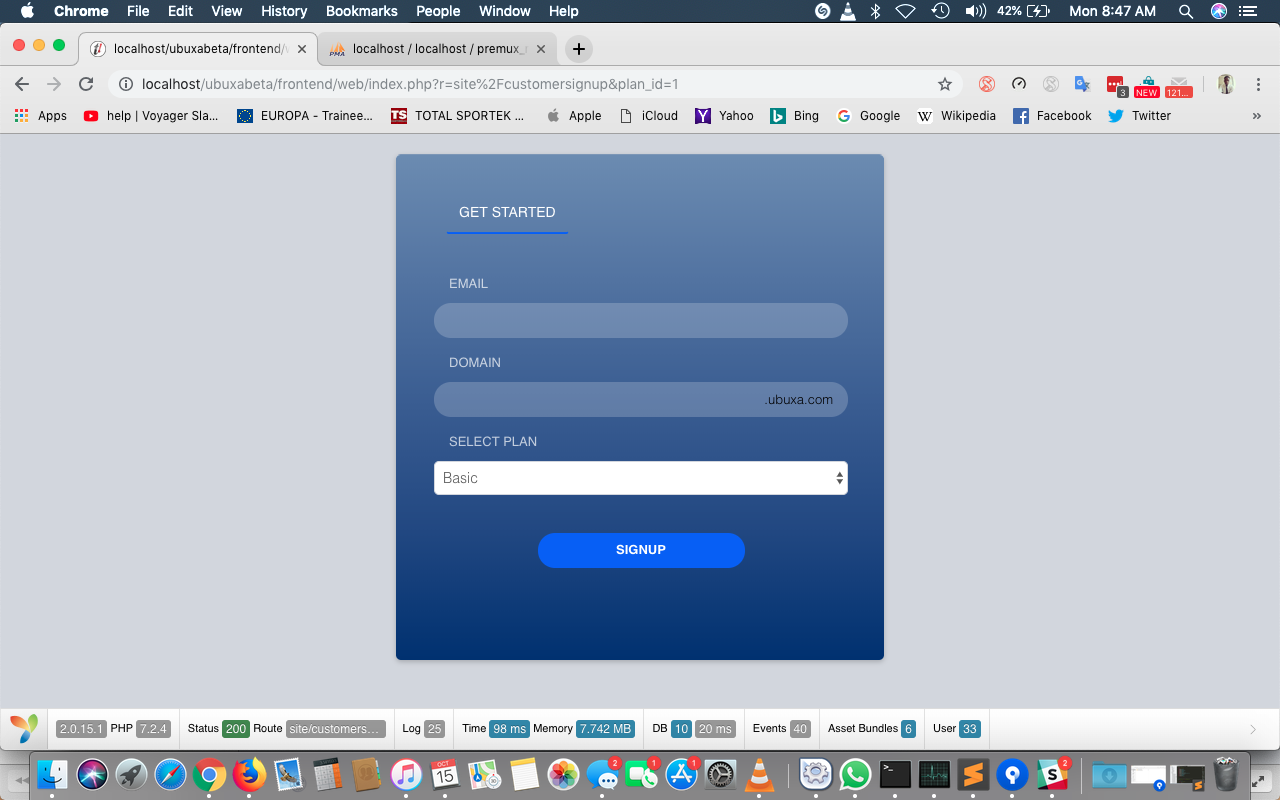 Chrome File Edit View History Bookmarks People Window Help 42% Mon 8:47 AM
localhost/ubuxabeta/frontend/ PMA localhost / localhost / premux_
localhost/ubuxabeta/frontend/web/index.php?r=site%2Fcustomersignup&plan_id=1 3 NEW 121...
Apps help | Voyager Sla... EUROPA - Trainee... TS TOTAL SPORTEK ... Apple iCloud Yahoo Bing Google W Wikipedia Facebook Twitter »
GET STARTED
EMAIL
DOMAIN
.ubuxa.com
SELECT PLAN
Basic
SIGNUP
2.0.15.1 PHP 7.2.4 Status 200 Route site/customers... Log 25 Time 98 ms Memory 7.742 MB DB 10 20 ms Events 40 Asset Bundles 6 User 33
OCT 15 2 1 1 2